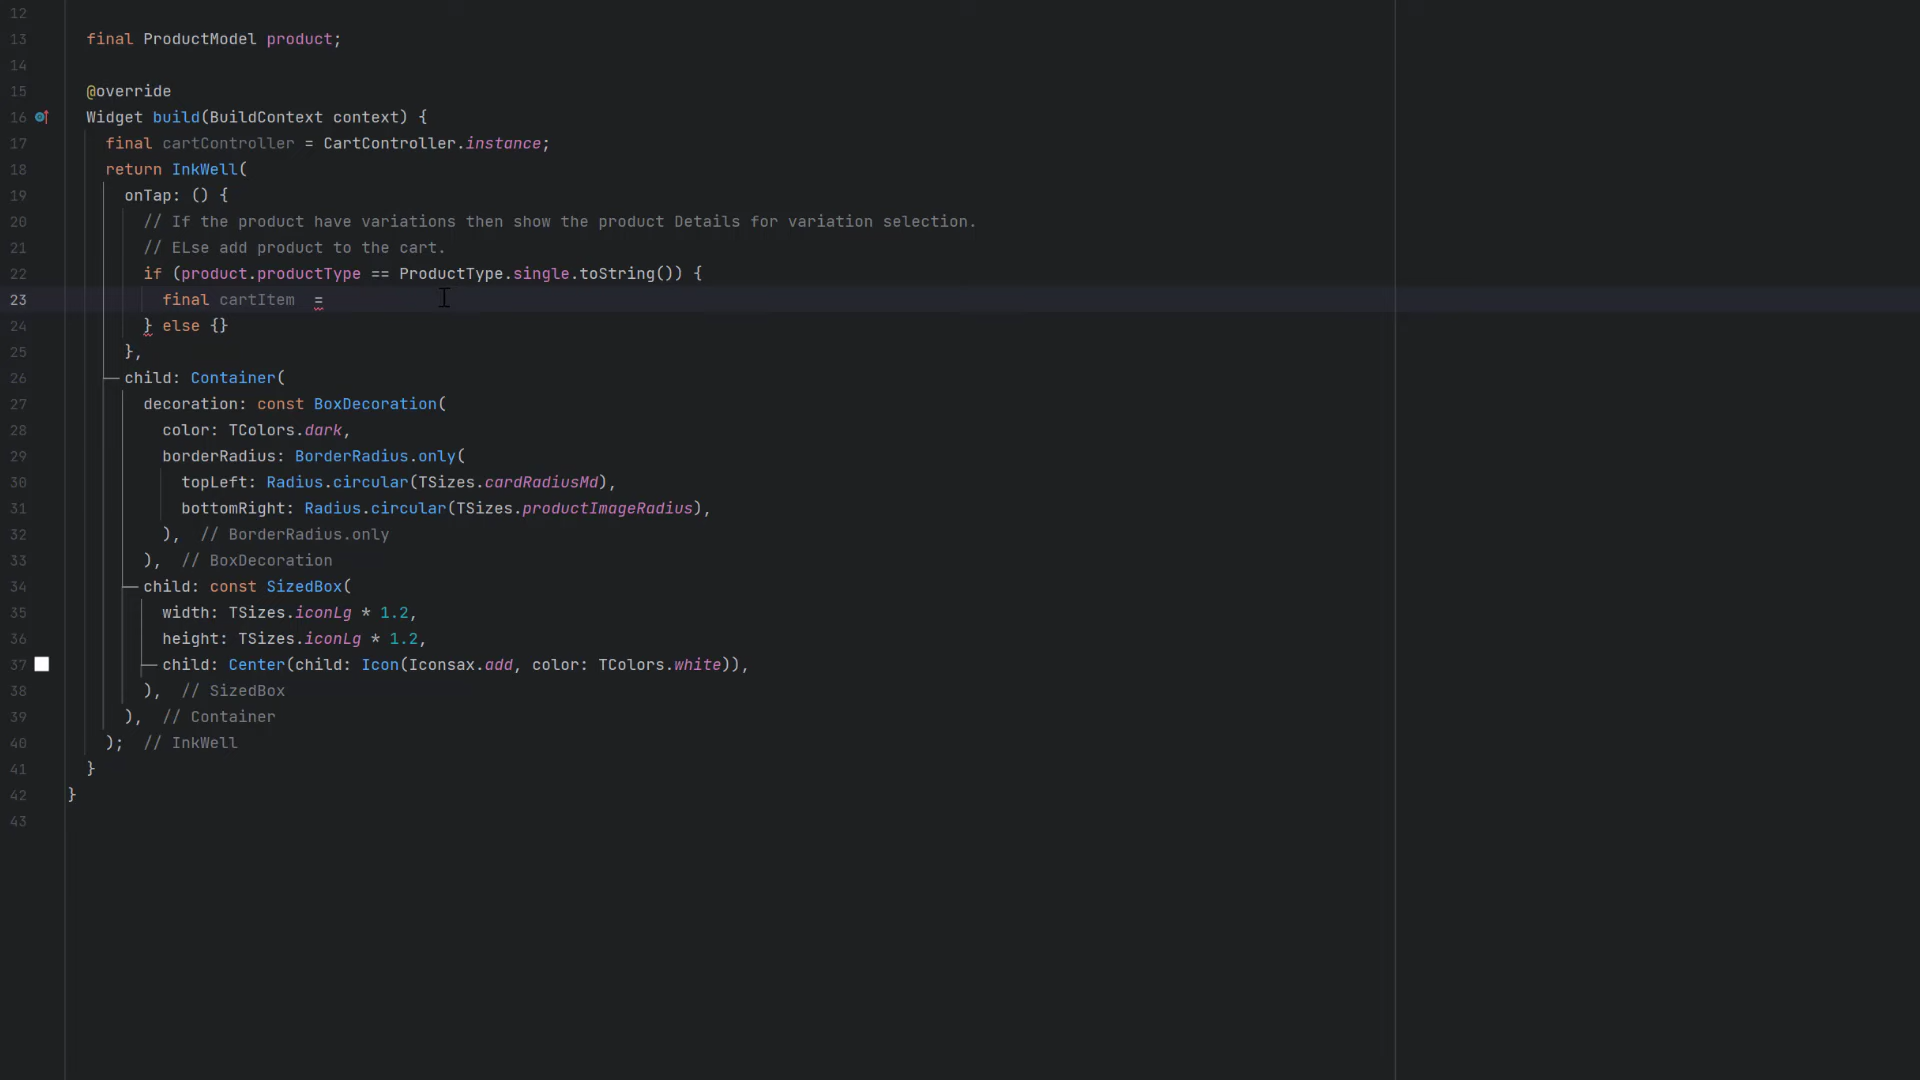 12
13 final ProductModel product;
14
15 @override
16 Widget build(BuildContext context) {
17 final cartController = CartController.instance;
18 return InkWell(
19 onTap: () {
20 // If the product have variations then show the product Details for variation selection.
21 // ELse add product to the cart.
22 if (product.productType == ProductType.single.toString()) {
23 final cartItem  =
24 } else {}
25 },
26 child: Container(
27 decoration: const BoxDecoration(
28 color: TColors.dark,
29 borderRadius: BorderRadius.only(
30 topLeft: Radius.circular(TSizes.cardRadiusMd),
31 bottomRight: Radius.circular(TSizes.productImageRadius),
32 ), // BorderRadius.only
33 ), // BoxDecoration
34 child: const SizedBox(
35 width: TSizes.iconLg * 1.2,
36 height: TSizes.iconLg * 1.2,
37 child: Center(child: Icon(Iconsax.add, color: TColors.white)),
38 ), // SizedBox
39 ), // Container
40 ); // InkWell
41 }
42 }
43